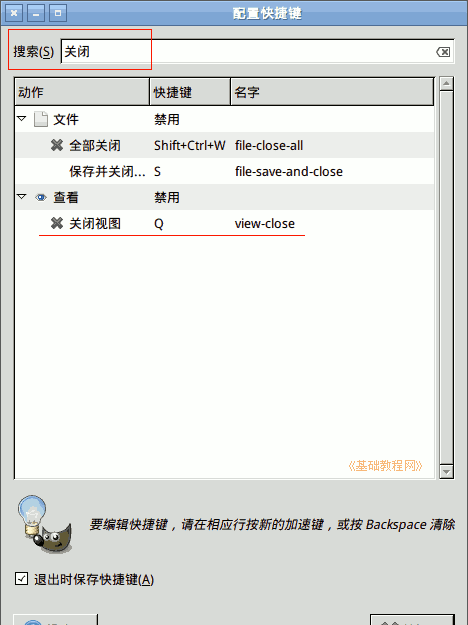 配置快捷键
搜索(S) 关闭
动作 快捷键 名字
文件 禁用
全部关闭 Shift+Ctrl+W file-close-all
保存并关闭... S file-save-and-close
查看 禁用
关闭视图 Q view-close
《基础教程网》
要编辑快捷键，请在相应行按新的加速键，或按 Backspace 清除
退出时保存快捷键(A)